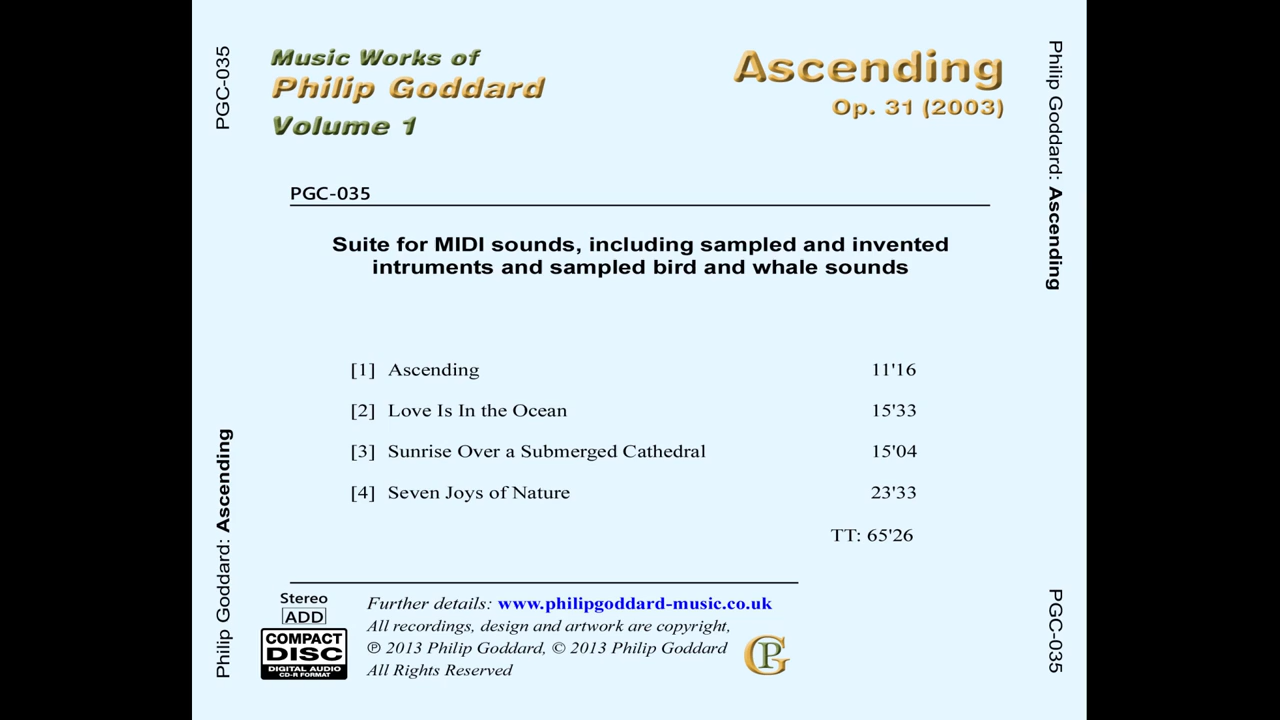 PGC-035
Philip Goddard: Ascending
Music Works of
Philip Goddard
Volume 1
Ascending
Op. 31 (2003)
PGC-035
Suite for MIDI sounds, including sampled and invented
intruments and sampled bird and whale sounds
[1] Ascending 11'16
[2] Love Is In the Ocean 15'33
[3] Sunrise Over a Submerged Cathedral 15'04
[4] Seven Joys of Nature 23'33
TT: 65'26
Stereo
ADD
COMPACT
DISC
DIGITAL AUDIO
CD-R FORMAT
Further details: www.philipgoddard-music.co.uk
All recordings, design and artwork are copyright,
℗ 2013 Philip Goddard, © 2013 Philip Goddard
All Rights Reserved
PG
Philip Goddard: Ascending
PGC-035